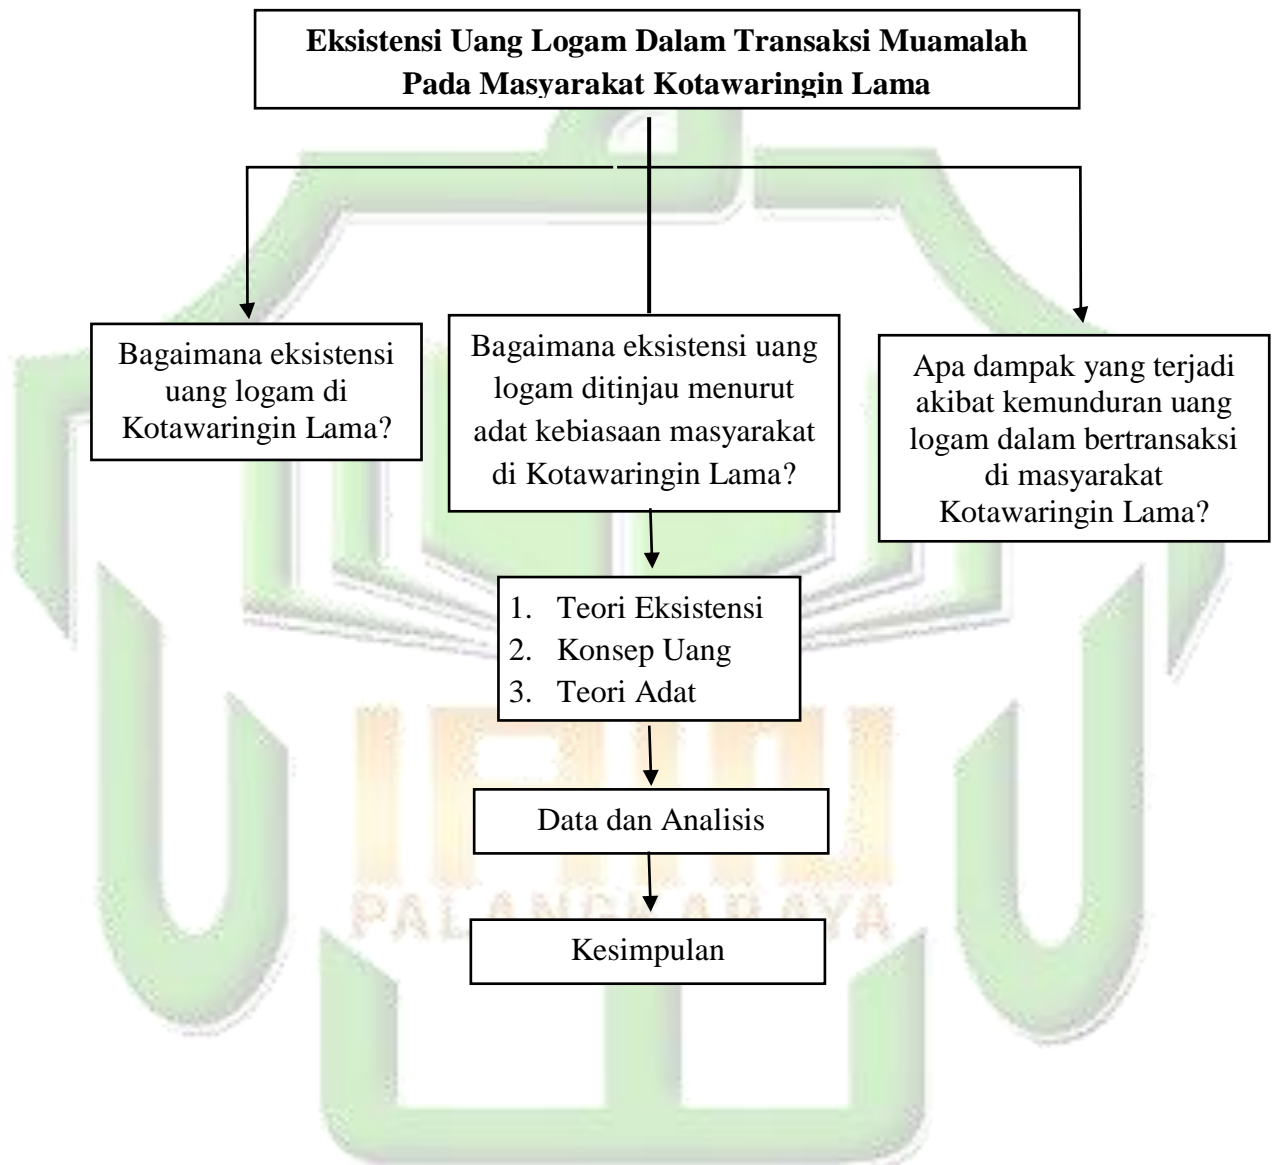 Eksistensi Uang Logam Dalam Transaksi Muamalah
Pada Masyarakat Kotawaringin Lama
Bagaimana eksistensi
uang logam di
Kotawaringin Lama?
Bagaimana eksistensi uang
logam ditinjau menurut
adat kebiasaan masyarakat
di Kotawaringin Lama?
Apa dampak yang terjadi
akibat kemunduran uang
logam dalam bertransaksi
di masyarakat
Kotawaringin Lama?
1. Teori Eksistensi
2. Konsep Uang
3. Teori Adat
IAIN
Data dan Analisis
PALANGKARAYA
Kesimpulan